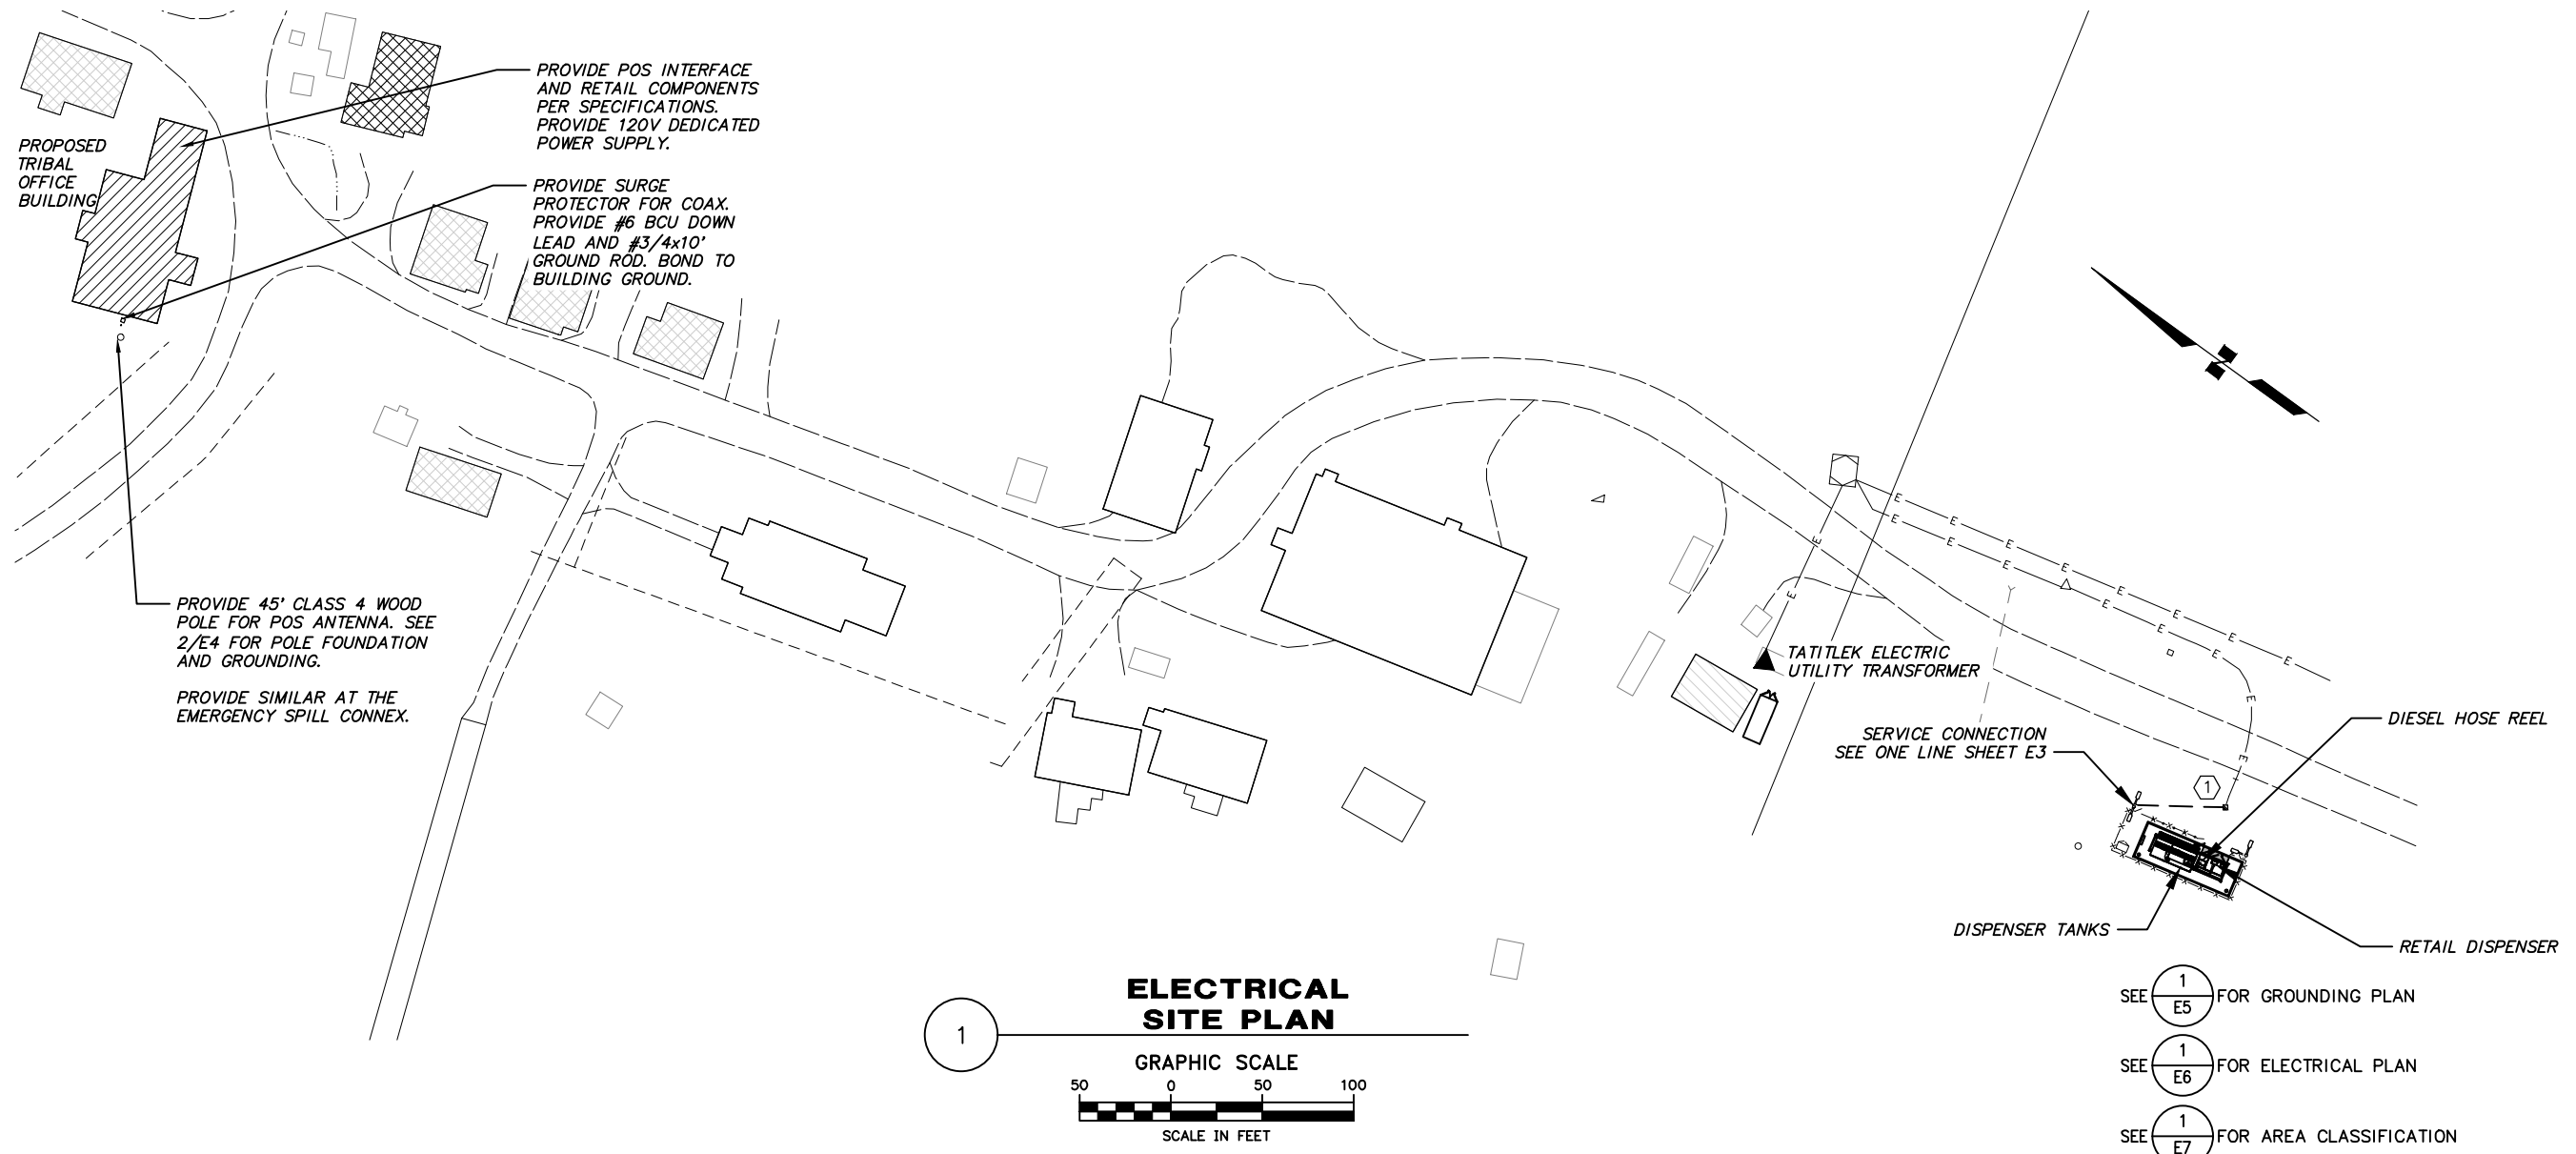 PROVIDE POS INTERFACE
AND RETAIL COMPONENTS
PER SPECIFICATIONS.
PROVIDE 120V DEDICATED
POWER SUPPLY.
PROPOSED
TRIBAL
OFFICE
BUILDING
PROVIDE SURGE
PROTECTOR FOR COAX.
PROVIDE #6 BCU DOWN
LEAD AND #3/4x10'
GROUND ROD. BOND TO
BUILDING GROUND.
PROVIDE 45' CLASS 4 WOOD
POLE FOR POS ANTENNA. SEE
2/E4 FOR POLE FOUNDATION
AND GROUNDING.
PROVIDE SIMILAR AT THE
EMERGENCY SPILL CONNEX.
N
E E E E E E E E
E E E E E E E E E
E
E
TATITLEK ELECTRIC
UTILITY TRANSFORMER
SERVICE CONNECTION
SEE ONE LINE SHEET E3
DIESEL HOSE REEL
1
DISPENSER TANKS
RETAIL DISPENSER
1
ELECTRICAL
SITE PLAN
GRAPHIC SCALE
50 0 50 100
SCALE IN FEET
SEE 1 FOR GROUNDING PLAN
E5
SEE 1 FOR ELECTRICAL PLAN
E6
SEE 1 FOR AREA CLASSIFICATION
E7